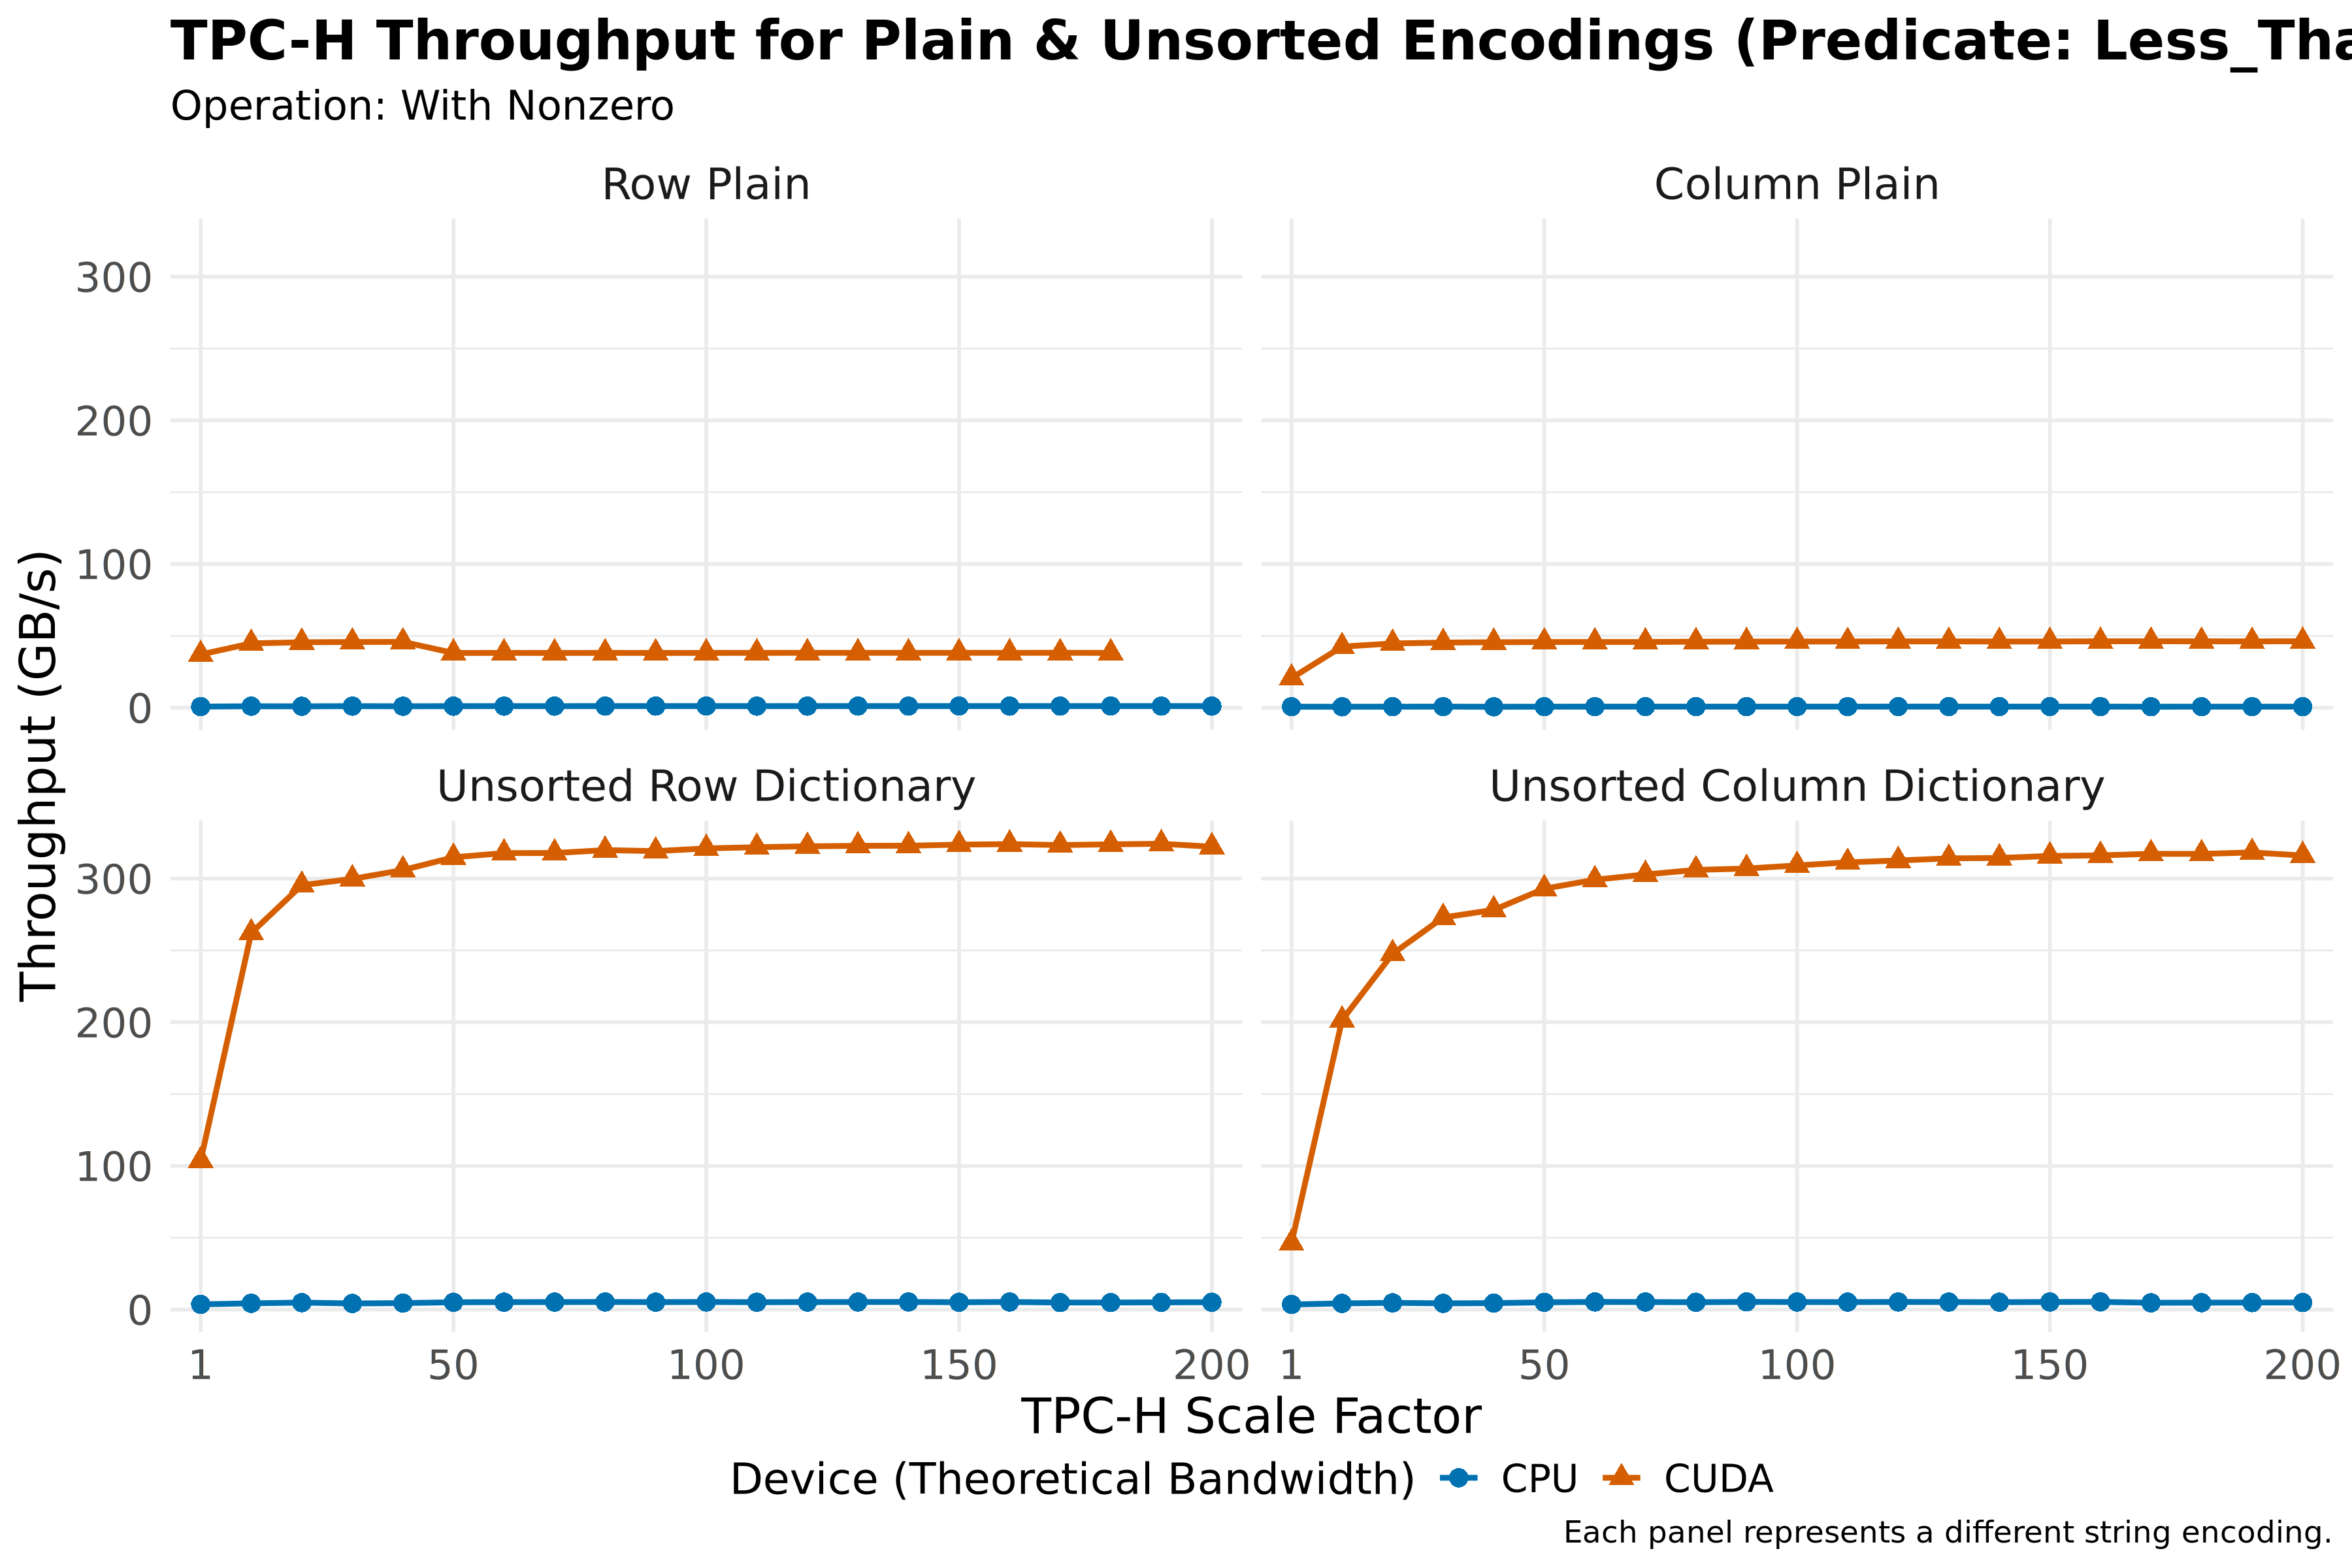 TPC-H Throughput for Plain & Unsorted Encodings (Predicate: Less_Tha
Operation: With Nonzero
Row Plain
Column Plain
300
200
100
0
Unsorted Row Dictionary
Unsorted Column Dictionary
300
200
100
0
Throughput (GB/s)
1 50 100 150 200
1 50 100 150 200
TPC-H Scale Factor
Device (Theoretical Bandwidth) CPU CUDA
Each panel represents a different string encoding.